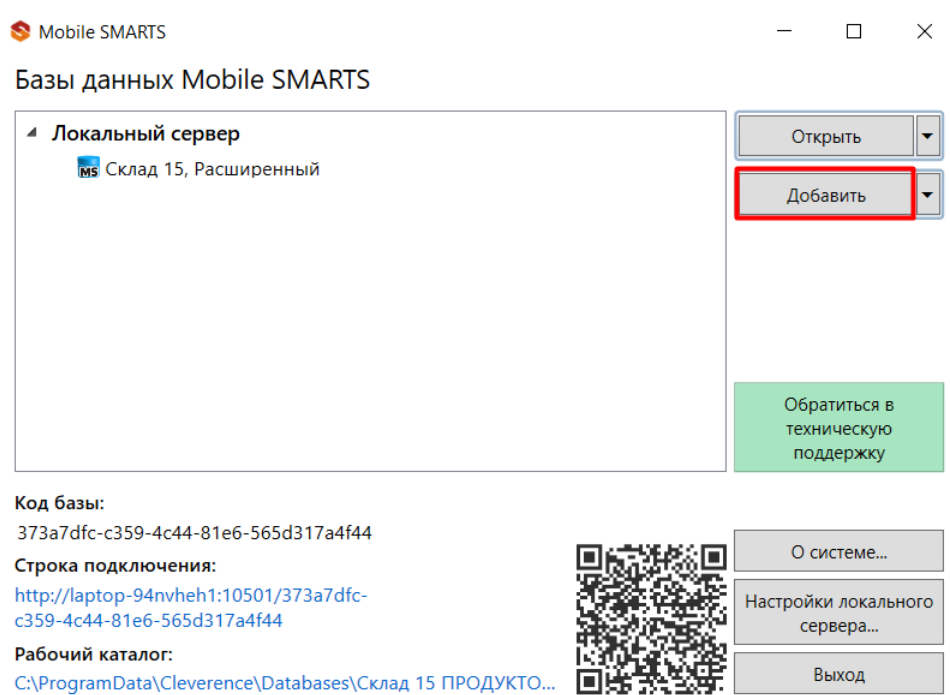 Mobile SMARTS
Базы данных Mobile SMARTS
Локальный сервер
MS Склад 15, Расширенный
Открыть
Добавить
Обратиться в
техническую
поддержку
Код базы:
373a7dfc-c359-4c44-81e6-565d317a4f44
Строка подключения:
http://laptop-94nvheh1:10501/373a7dfc-
c359-4c44-81e6-565d317a4f44
Рабочий каталог:
C:\ProgramData\Cleverence\Databases\Склад 15 ПРОДУКТО...
О системе...
Настройки локального
сервера...
Выход